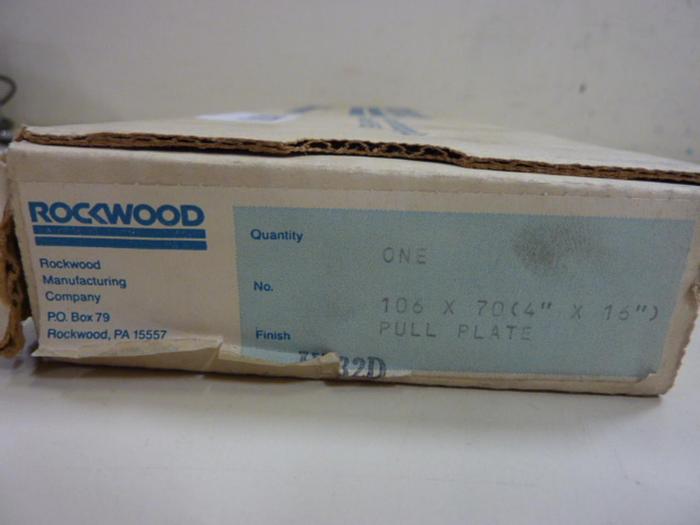 ROCKWOOD
Rockwood
Manufacturing
Company
P.O. Box 79
Rockwood, PA 15557
Quantity
ONE
No.
106 X 70(4" X 16")
PULL PLATE
Finish
32D